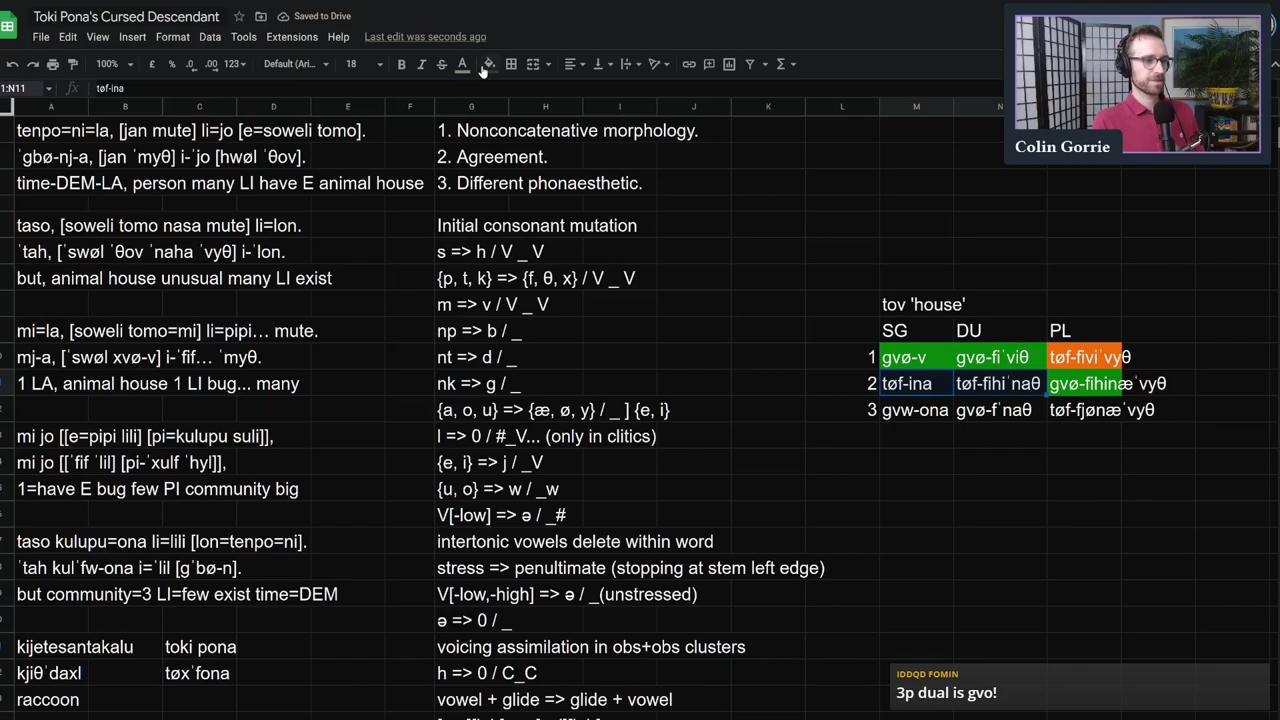 Toki Pona's Cursed Descendant
Saved to Drive
File Edit View Insert Format Data Tools Extensions Help Last edit was seconds ago
100% £ % .0 .00 123 Default (Ari... 18
1:N11 fx tøf-ina
A B C D E F G H I J K L M N
tenpo=ni=la, [jan mute] li=jo [e=soweli tomo].
ˈgbø-nj-a, [jan ˈmyθ] i-ˈjo [hwøl ˈθov].
time-DEM-LA, person many LI have E animal house
taso, [soweli tomo nasa mute] li=lon.
ˈtah, [ˈswøl ˈθov ˈnaha ˈvyθ] i-ˈlon.
but, animal house unusual many LI exist
mi=la, [soweli tomo=mi] li=pipi… mute.
mj-a, [ˈswøl xvø-v] i-ˈfif… ˈmyθ.
1 LA, animal house 1 LI bug... many
mi jo [[e=pipi lili] [pi=kulupu suli]],
mi jo [[ˈfif ˈlil] [pi-ˈxulf ˈhyl]],
1=have E bug few PI community big
taso kulupu=ona li=lili [lon=tenpo=ni].
ˈtah kulˈfw-ona i=ˈlil [gˈbø-n].
but community=3 LI=few exist time=DEM
kijetesantakalu toki pona
kjiθˈdaxl tøxˈfona
raccoon
1. Nonconcatenative morphology.
2. Agreement.
3. Different phonaesthetic.
Initial consonant mutation
s => h / V _ V
{p, t, k} => {f, θ, x} / V _ V
m => v / V _ V
np => b / _
nt => d / _
nk => g / _
{a, o, u} => {æ, ø, y} / _ ] {e, i}
l => 0 / #_V... (only in clitics)
{e, i} => j / _V
{u, o} => w / _w
V[-low] => ə / _#
intertonic vowels delete within word
stress => penultimate (stopping at stem left edge)
V[-low,-high] => ə / _(unstressed)
ə => 0 / _
voicing assimilation in obs+obs clusters
h => 0 / C_C
vowel + glide => glide + vowel
tov 'house'
SG DU PL
1 gvø-v gvø-fiˈviθ tøf-fiviˈvyθ
2 tøf-ina tøf-fihiˈnaθ gvø-fihinæˈvyθ
3 gvw-ona gvø-fˈnaθ tøf-fjønæˈvyθ
Colin Gorrie
IDDQD FOMIN
3p dual is gvo!